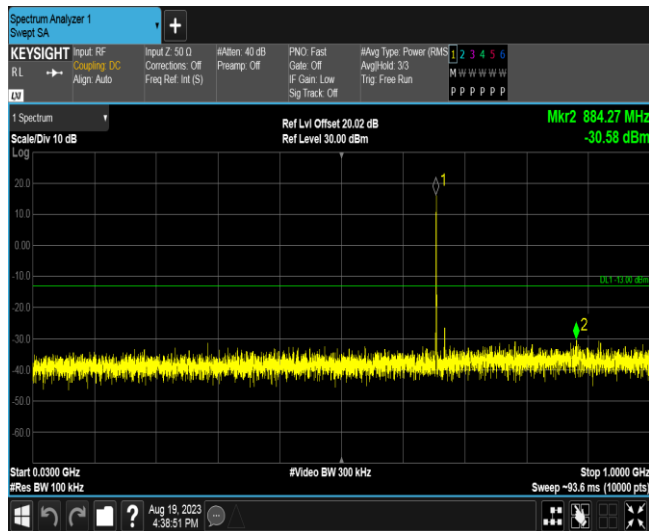 Spectrum Analyzer 1
Swept SA
+
KEYSIGHT
RL
LXI
Input: RF
Coupling: DC
Align: Auto
Input Z: 50 Ω
Corrections: Off
Freq Ref: Int (S)
#Atten: 40 dB
Preamp: Off
PNO: Fast
Gate: Off
IF Gain: Low
Sig Track: Off
#Avg Type: Power (RMS
Avg|Hold: 3/3
Trig: Free Run
1 2 3 4 5 6
M W W W W W
P P P P P P
1 Spectrum
Scale/Div 10 dB
Log
Ref Lvl Offset 20.02 dB
Ref Level 30.00 dBm
Mkr2 884.27 MHz
-30.58 dBm
20.0
10.0
0.00
-10.0
-20.0
-30.0
-40.0
-50.0
-60.0
1
DL1 -13.00 dBm
2
Start 0.0300 GHz
#Res BW 100 kHz
#Video BW 300 kHz
Stop 1.0000 GHz
Sweep ~93.6 ms (10000 pts)
?
Aug 19, 2023
4:38:51 PM